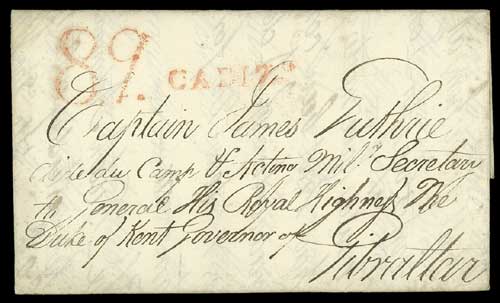 89. CADIZ
Captain James Guthrie
Aide du Camp & Acting Mily Secretary
to General His Royal Highness The
Duke of Kent Governor of
Gibraltar